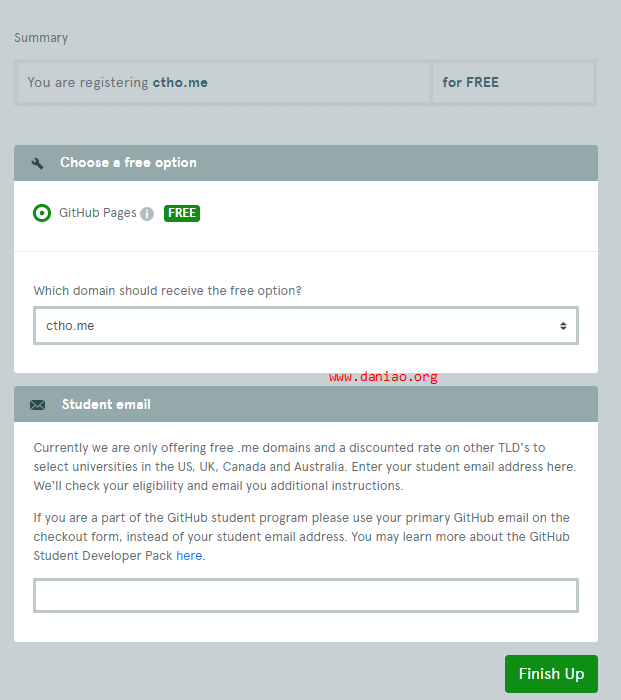 Summary
You are registering ctho.me for FREE
Choose a free option
GitHub Pages i FREE
Which domain should receive the free option?
ctho.me
www.daniao.org
Student email
Currently we are only offering free .me domains and a discounted rate on other TLD's to
select universities in the US, UK, Canada and Australia. Enter your student email address here.
We'll check your eligibility and email you additional instructions.
If you are a part of the GitHub student program please use your primary GitHub email on the
checkout form, instead of your student email address. You may learn more about the GitHub
Student Developer Pack here.
Finish Up